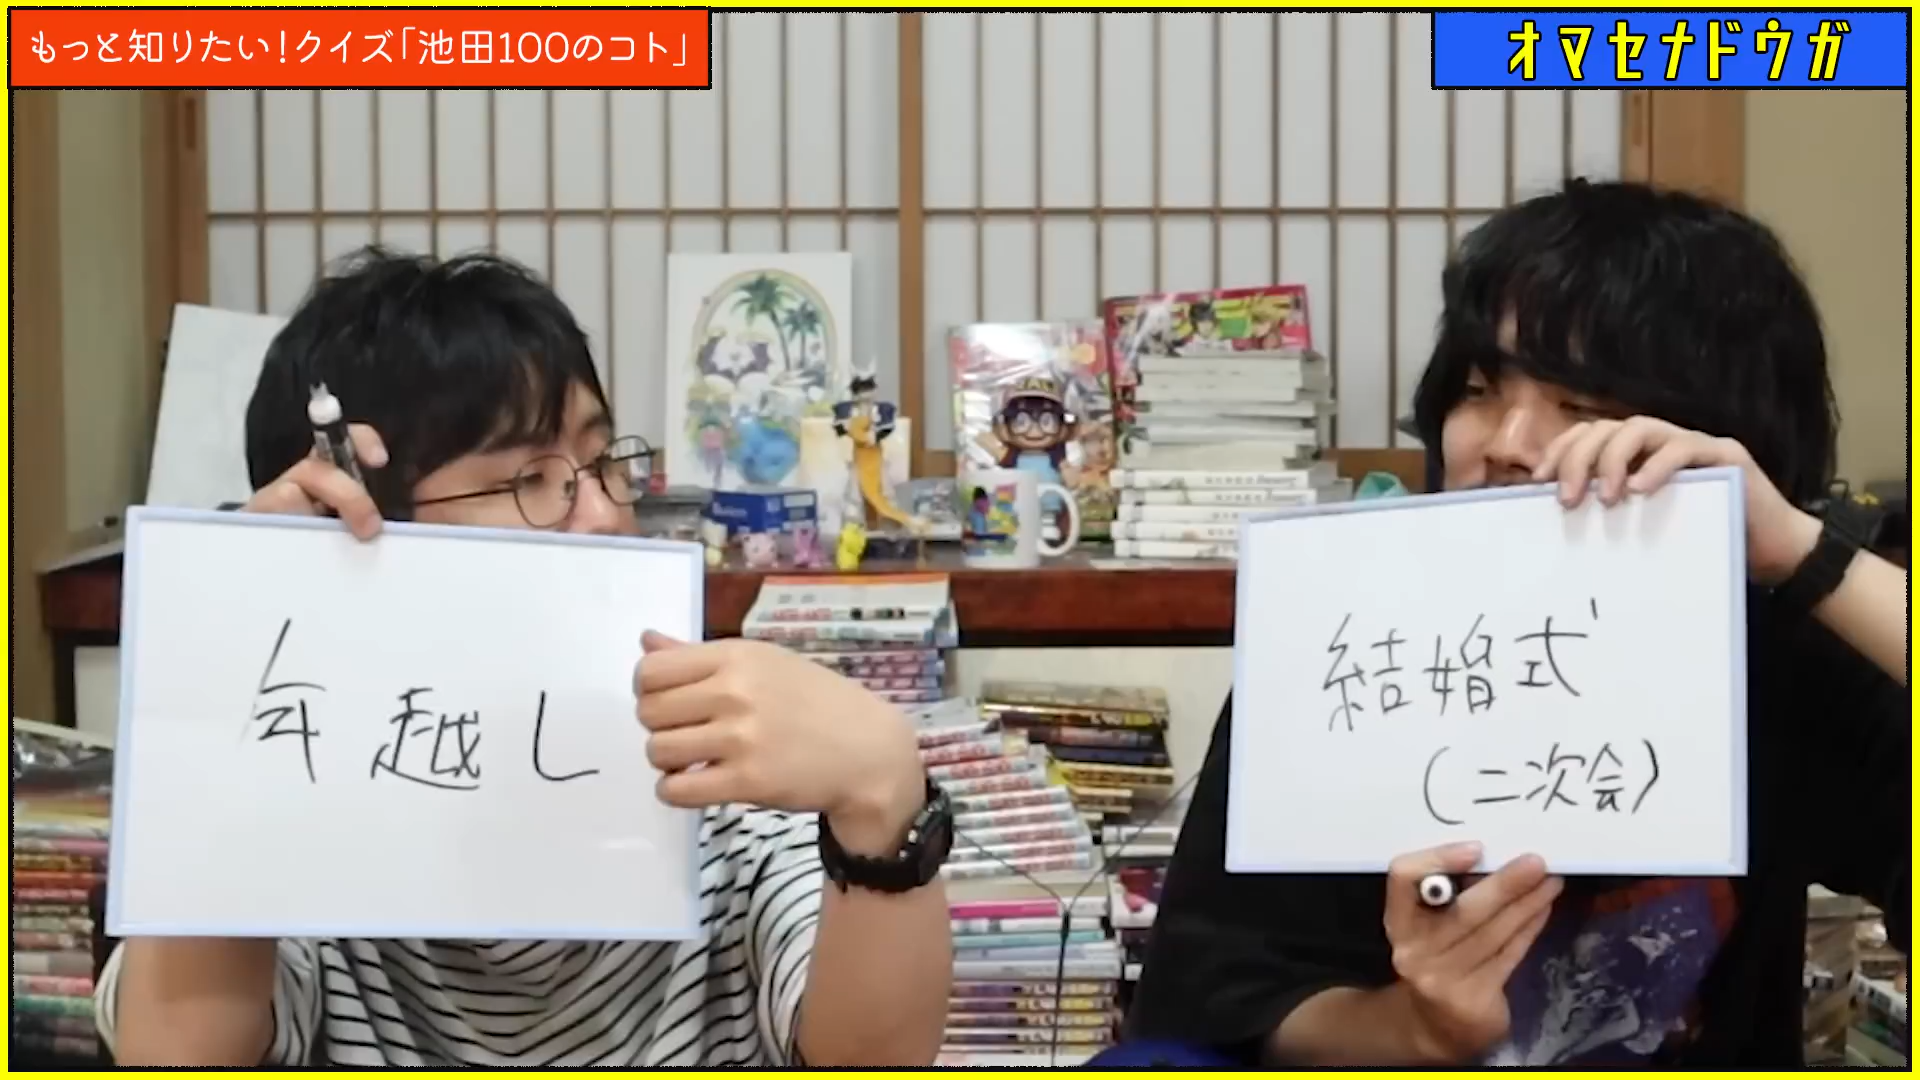 もっと知りたい！クイズ「池田100のコト」
オマセナドウガ
年越し
結婚式
（二次会）